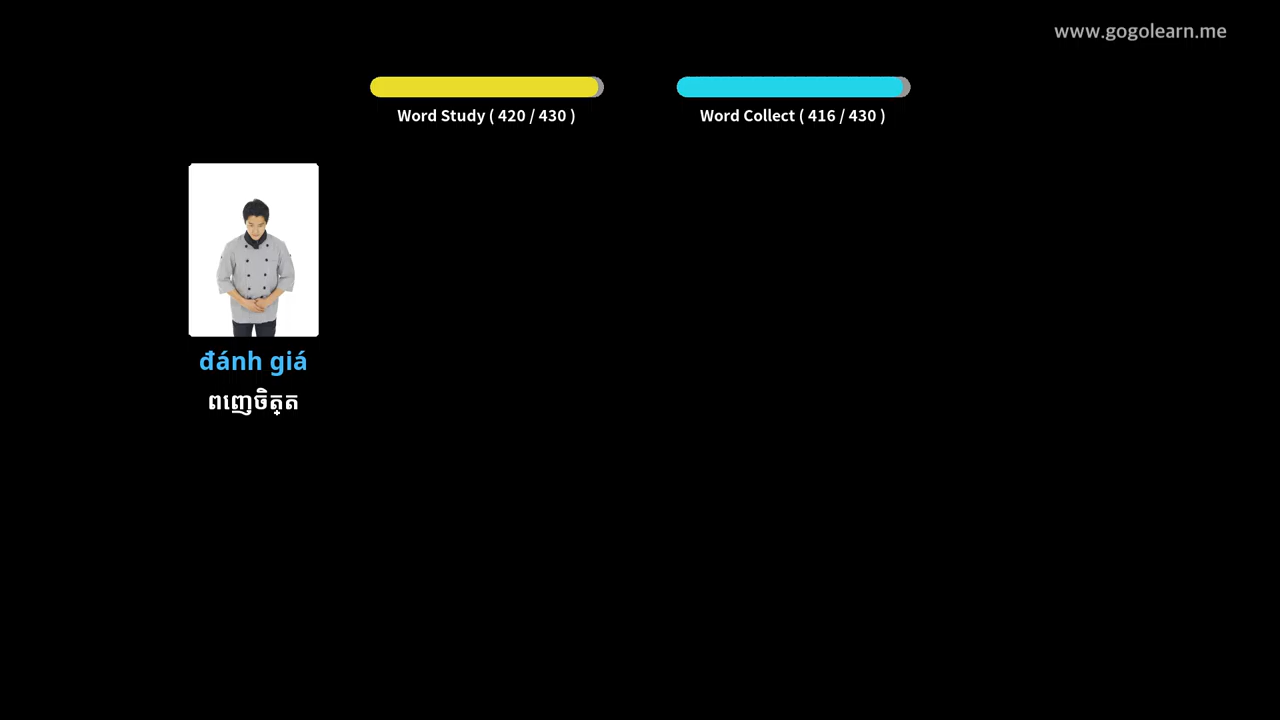 www.gogolearn.me
Word Study ( 420 / 430 )
Word Collect ( 416 / 430 )
đánh giá
ពញ្ញេចិត្ត